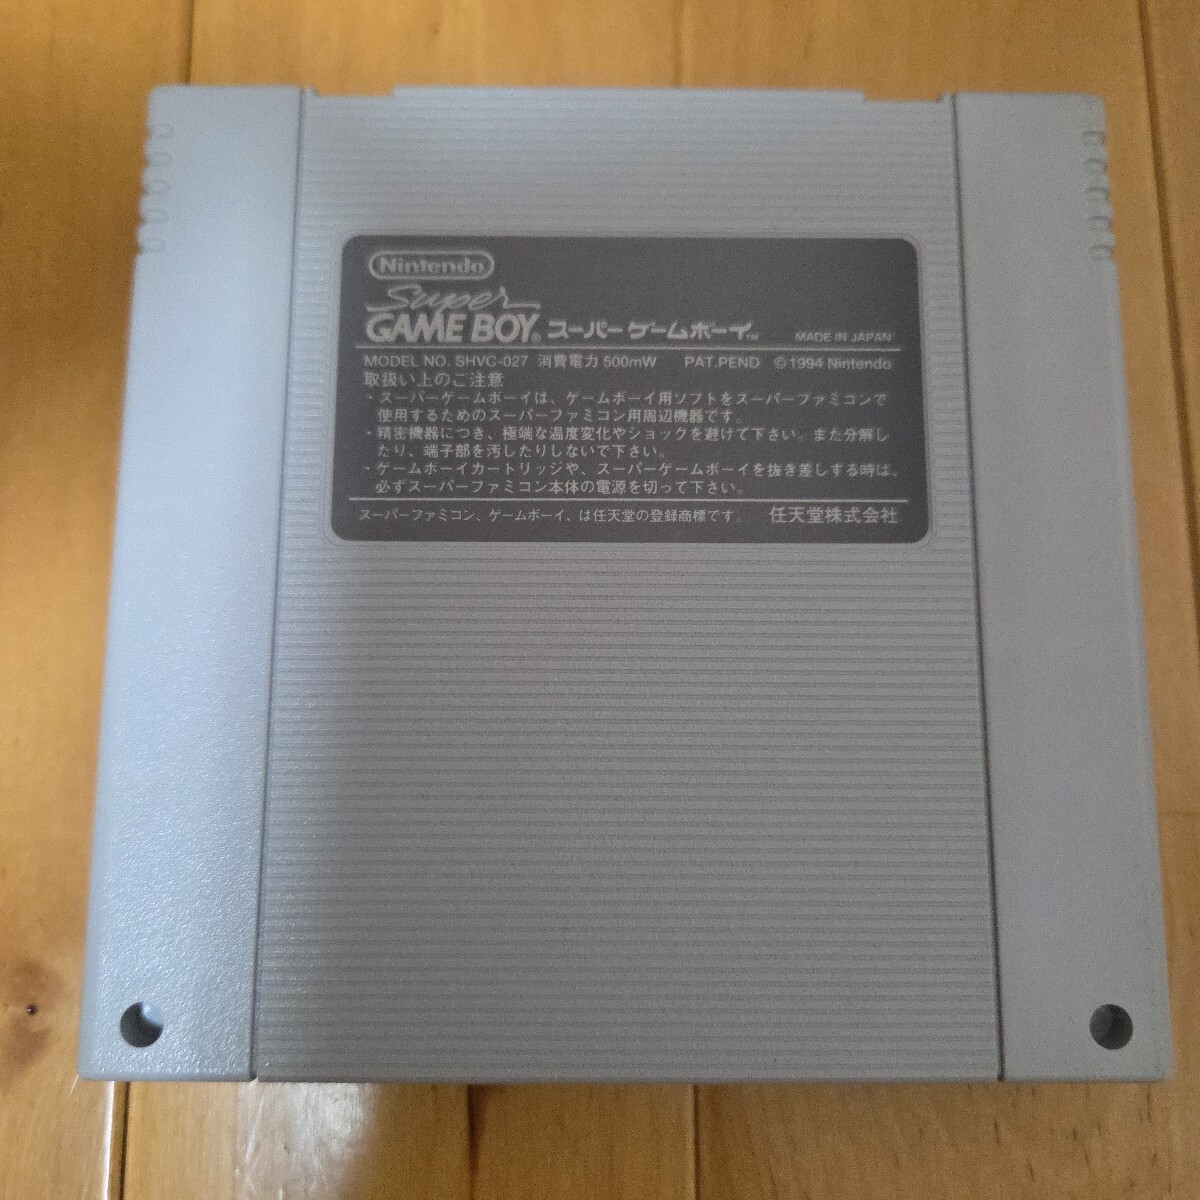 Nintendo
Super
GAME BOY® スーパーゲームボーイ™ MADE IN JAPAN
MODEL NO. SHVC-027 消費電力 500mW PAT.PEND © 1994 Nintendo
取扱い上のご注意
・スーパーゲームボーイは、ゲームボーイ用ソフトをスーパーファミコンで
使用するためのスーパーファミコン用周辺機器です。
・精密機器につき、極端な温度変化やショックを避けて下さい。また分解し
たり、端子部を汚したりしないで下さい。
・ゲームボーイカートリッジや、スーパーゲームボーイを抜き差しする時は、
必ずスーパーファミコン本体の電源を切って下さい。
スーパーファミコン、ゲームボーイ、は任天堂の登録商標です。 任天堂株式会社